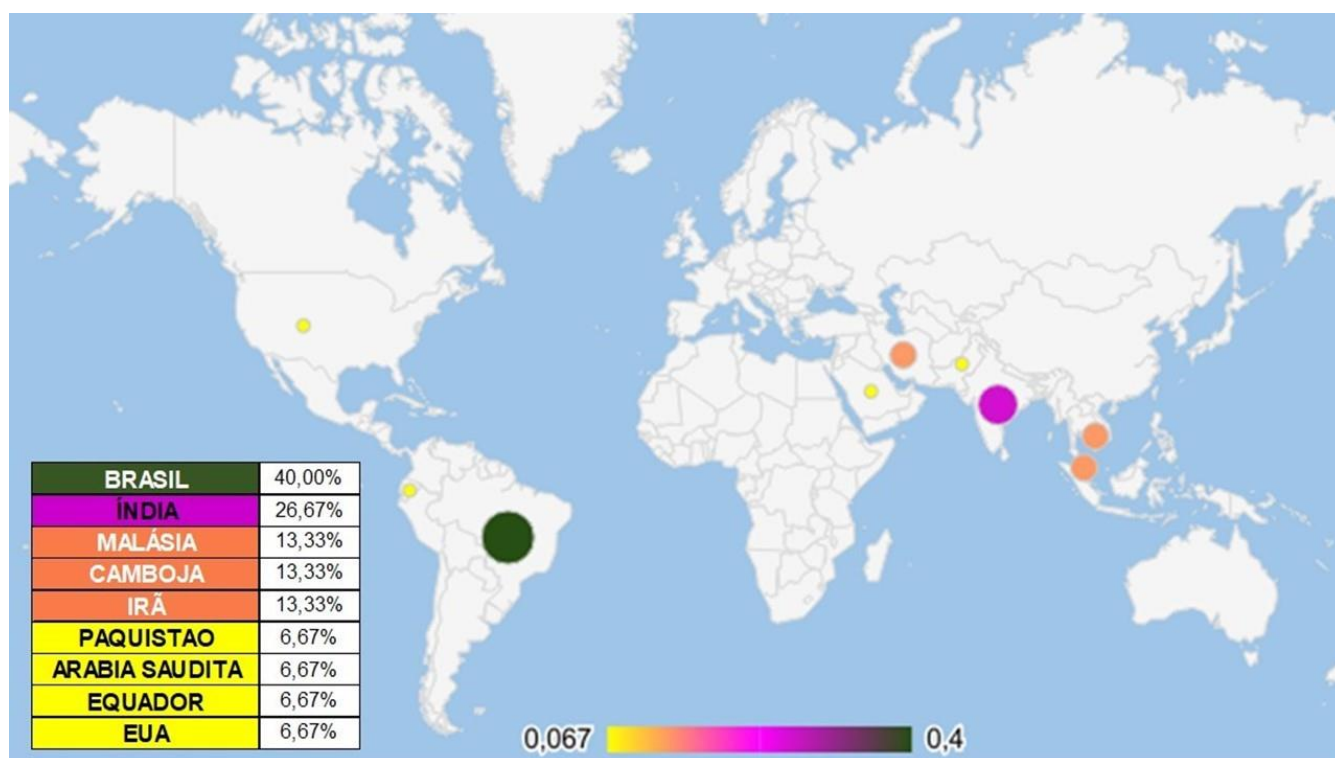 BRASIL 40,00%
ÍNDIA 26,67%
MALÁSIA 13,33%
CAMBOJA 13,33%
IRÃ 13,33%
PAQUISTAO 6,67%
ARABIA SAUDITA 6,67%
EQUADOR 6,67%
EUA 6,67%
0,067 0,4